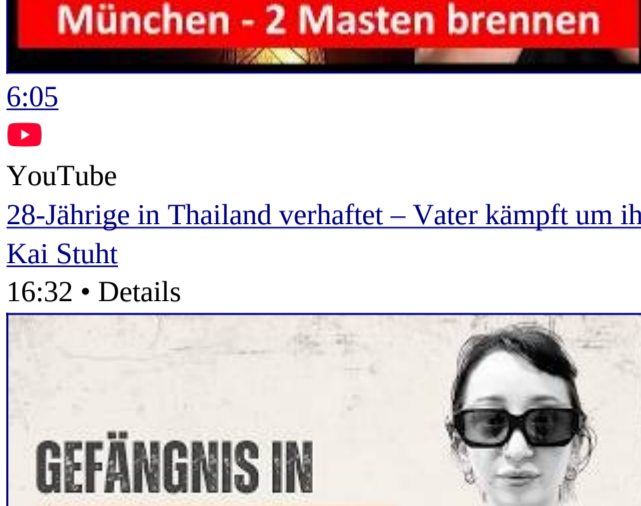 München - 2 Masten brennen
6:05
YouTube
28-Jährige in Thailand verhaftet – Vater kämpft um ih
Kai Stuht
16:32 • Details
GEFÄNGNIS IN